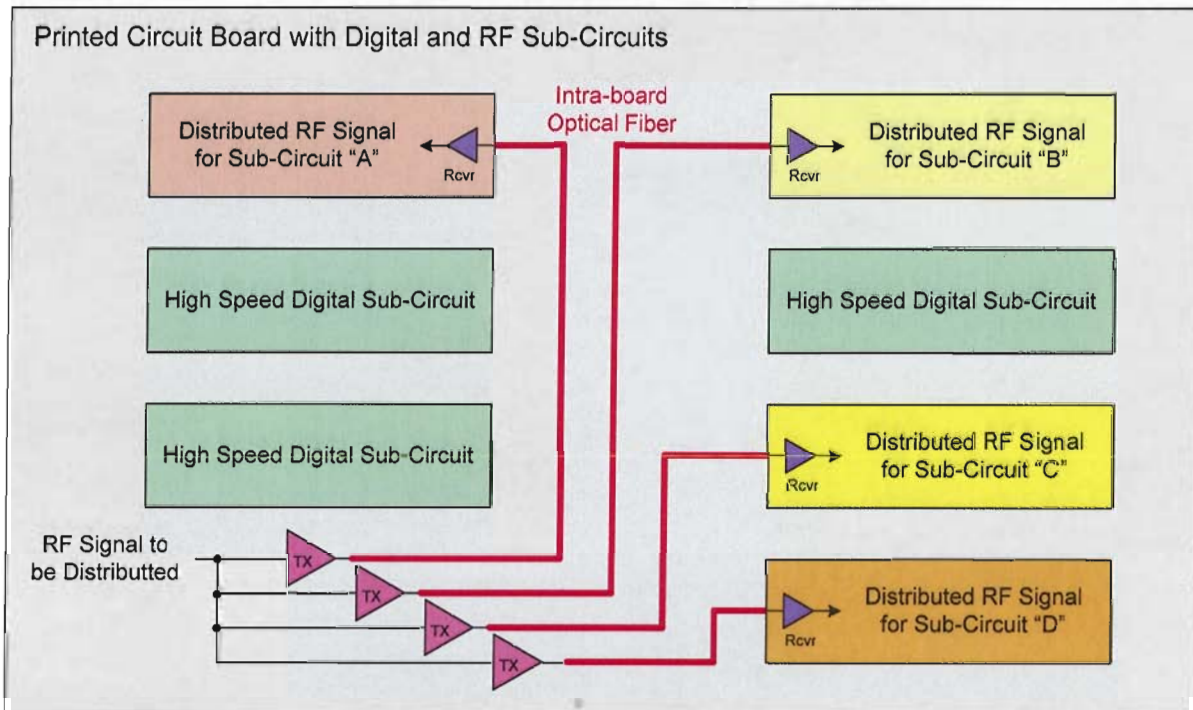 Printed Circuit Board with Digital and RF Sub-Circuits
Intra-board
Optical Fiber
Distributed RF Signal
for Sub-Circuit “A”
Rcvr
Distributed RF Signal
for Sub-Circuit “B”
Rcvr
High Speed Digital Sub-Circuit
High Speed Digital Sub-Circuit
High Speed Digital Sub-Circuit
Distributed RF Signal
for Sub-Circuit “C”
Rcvr
RF Signal to
be Distributted
TX
TX
TX
TX
Distributed RF Signal
for Sub-Circuit “D”
Rcvr